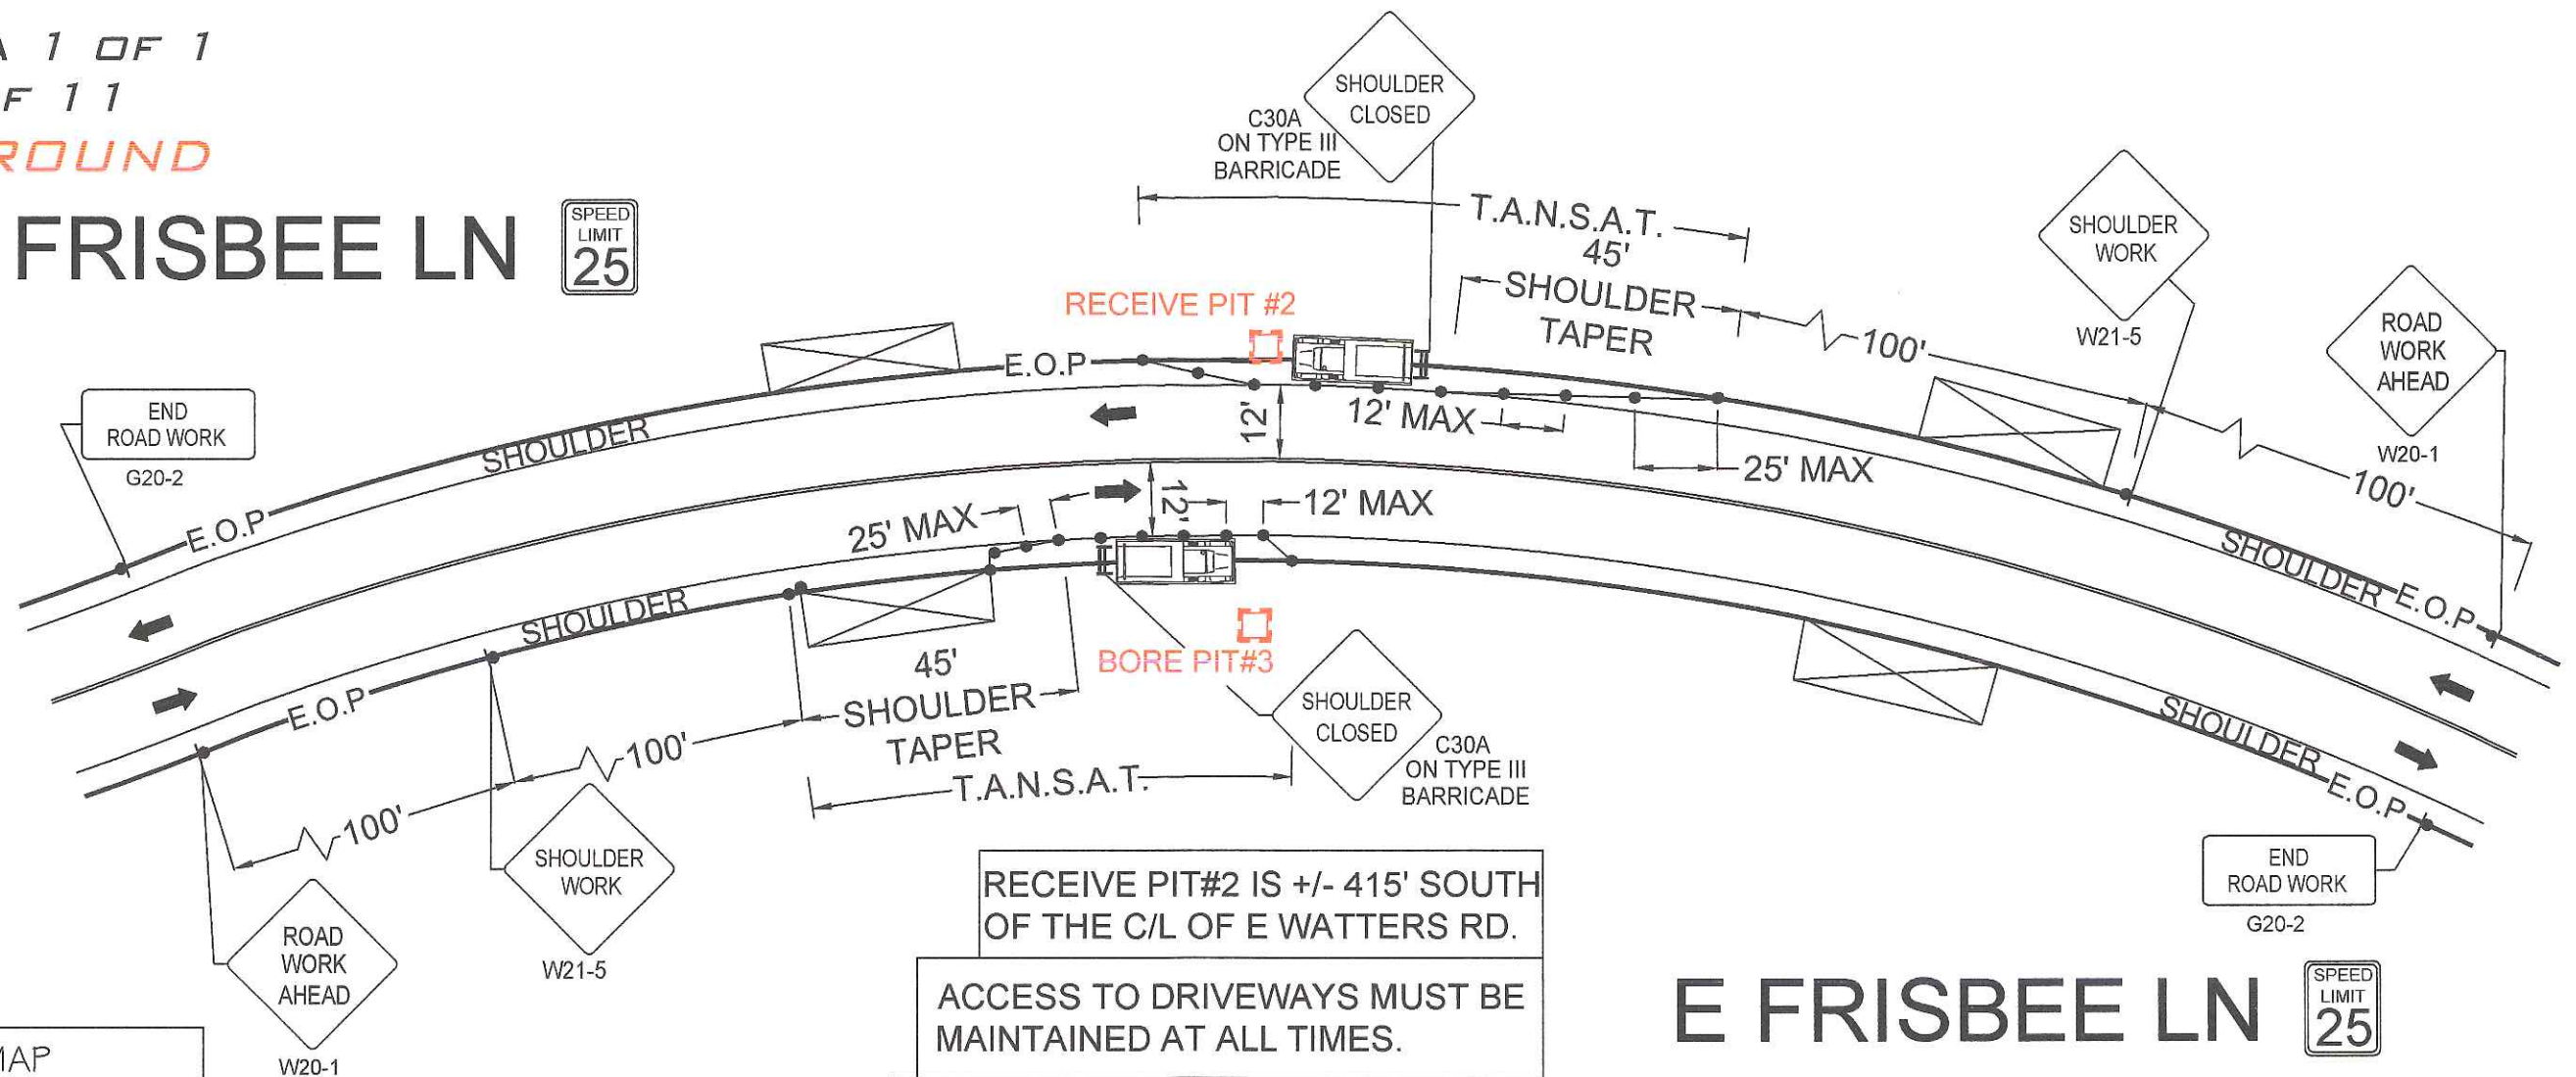 A 1 OF 1
F 11
ROUND
FRISBEE LN
SPEED
LIMIT
25
SHOULDER
CLOSED
C30A
ON TYPE III
BARRICADE
T.A.N.S.A.T.
45'
SHOULDER
TAPER
100'
SHOULDER
WORK
W21-5
ROAD
WORK
AHEAD
W20-1
100'
RECEIVE PIT #2
E.O.P
12'
12' MAX
25' MAX
END
ROAD WORK
G20-2
SHOULDER
E.O.P
25' MAX
12'
12' MAX
SHOULDER
E.O.P
SHOULDER
E.O.P
BORE PIT#3
45'
SHOULDER
TAPER
100'
T.A.N.S.A.T.
SHOULDER
CLOSED
C30A
ON TYPE III
BARRICADE
SHOULDER
E.O.P
100'
SHOULDER
WORK
W21-5
ROAD
WORK
AHEAD
W20-1
END
ROAD WORK
G20-2
RECEIVE PIT#2 IS +/- 415' SOUTH
OF THE C/L OF E WATTERS RD.
ACCESS TO DRIVEWAYS MUST BE
MAINTAINED AT ALL TIMES.
E FRISBEE LN
SPEED
LIMIT
25
MAP